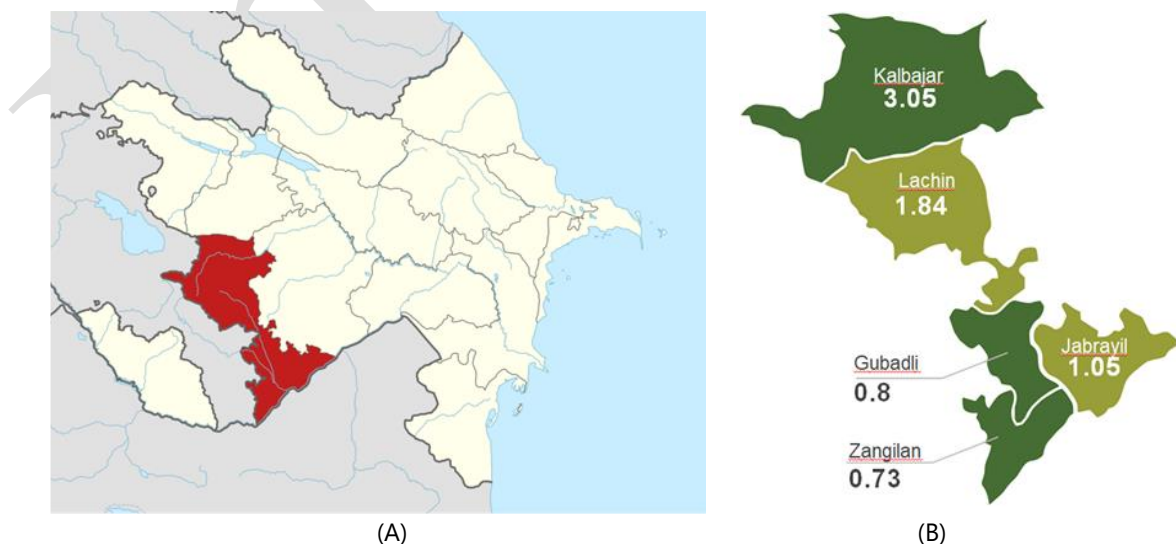 Kalbajar
3.05
Lachin
1.84
Gubadli
0.8
Jabrayil
1.05
Zangilan
0.73
(A)
(B)